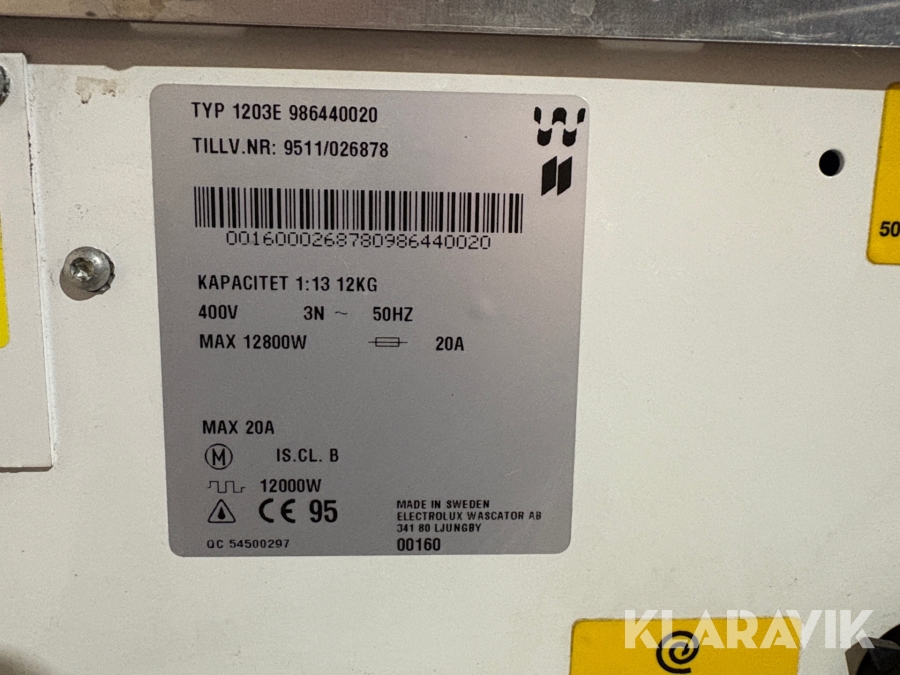 TYP 1203E 986440020
TILLV.NR: 9511/026878
0016000268780986440020
KAPACITET 1:13 12KG
400V 3N ~ 50HZ
MAX 12800W 20A
MAX 20A
M IS.CL. B
12000W
CE 95
MADE IN SWEDEN
ELECTROLUX WASCATOR AB
341 80 LJUNGBY
QC 54500297 00160
50
@
KLARAVIK